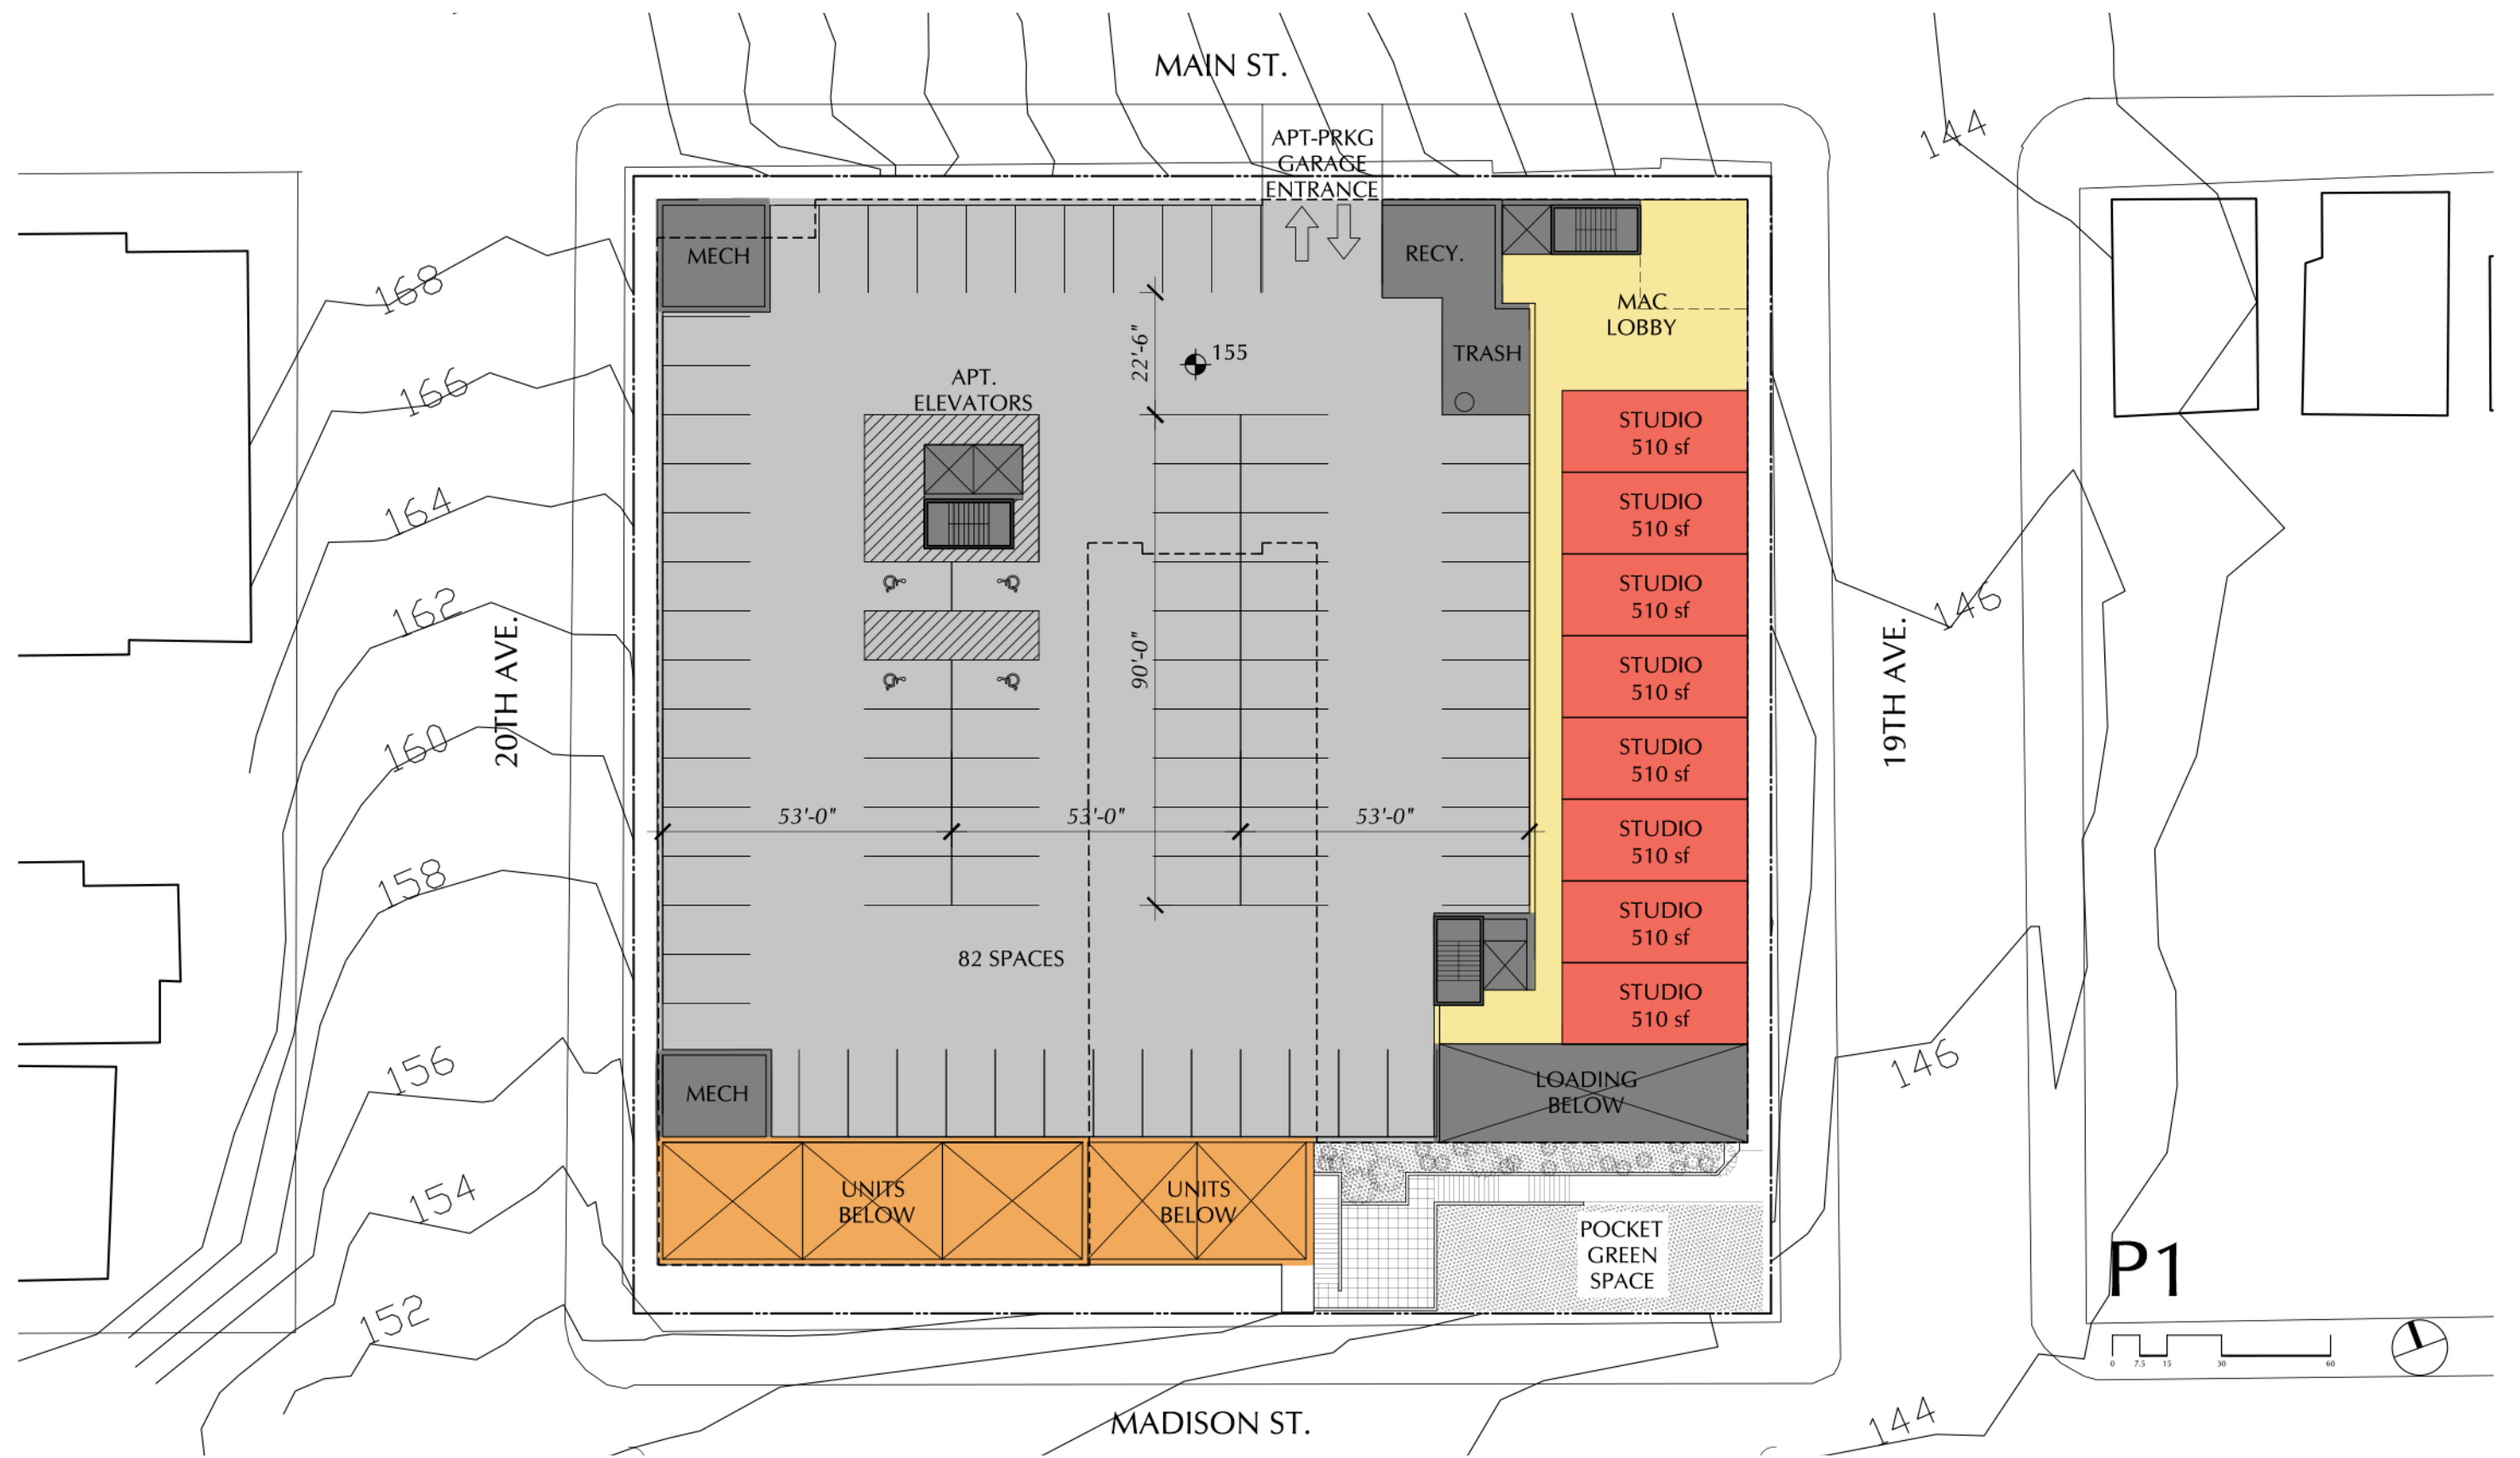 MAIN ST.
APT-PRKG
GARAGE
ENTRANCE
144
MECH
RECY.
168
MAC
LOBBY
22'-6"
155
TRASH
166
APT.
ELEVATORS
STUDIO
510 sf
164
STUDIO
510 sf
162
STUDIO
510 sf
146
20TH AVE.
90'-0"
STUDIO
510 sf
19TH AVE.
160
STUDIO
510 sf
53'-0"
53'-0"
53'-0"
STUDIO
510 sf
158
STUDIO
510 sf
82 SPACES
STUDIO
510 sf
156
146
MECH
LOADING
BELOW
154
UNITS
BELOW
UNITS
BELOW
POCKET
GREEN
SPACE
P1
152
0 7.5 15 30 60
MADISON ST.
144